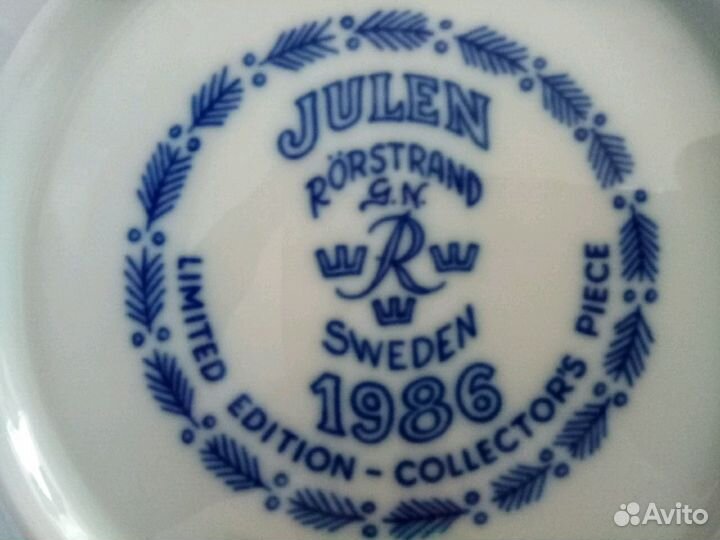 JULEN
RÖRSTRAND
G.N.
R
SWEDEN
1986
LIMITED EDITION - COLLECTOR'S PIECE
Avito